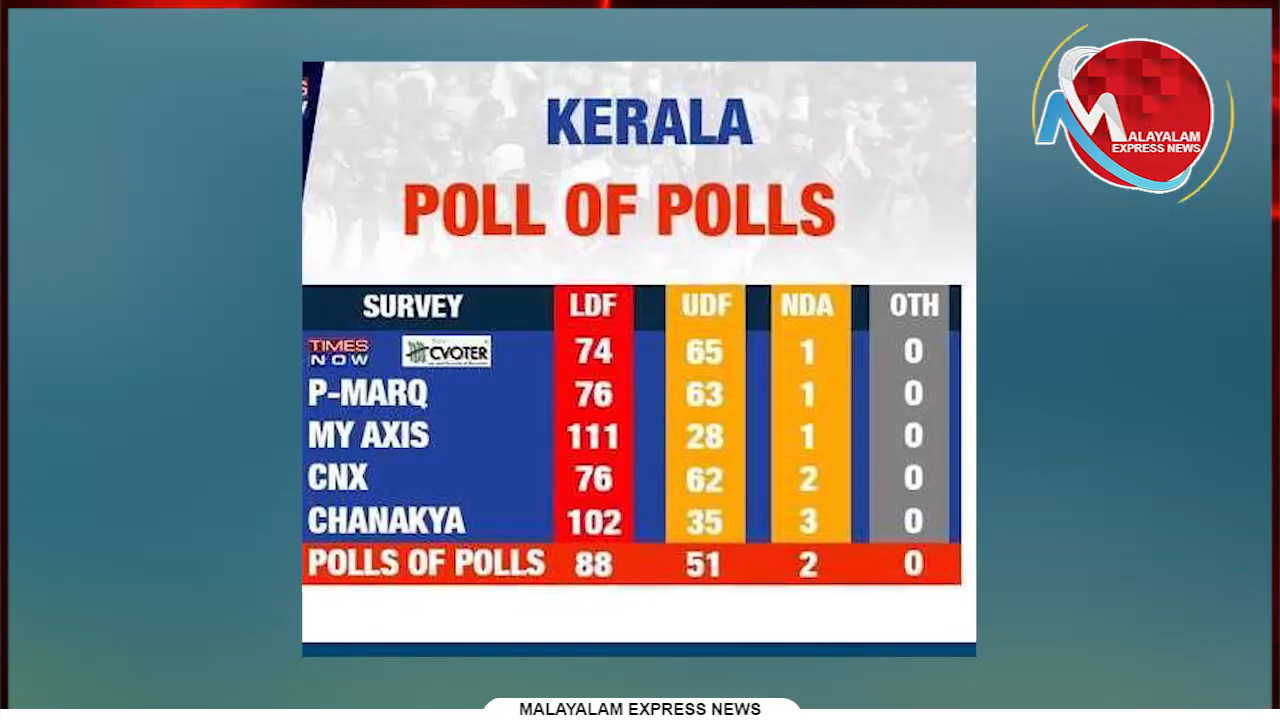 MALAYALAM
EXPRESS NEWS
KERALA
POLL OF POLLS
SURVEY LDF UDF NDA OTH
TIMES NOW CVOTER 74 65 1 0
P-MARQ 76 63 1 0
MY AXIS 111 28 1 0
CNX 76 62 2 0
CHANAKYA 102 35 3 0
POLLS OF POLLS 88 51 2 0
MALAYALAM EXPRESS NEWS